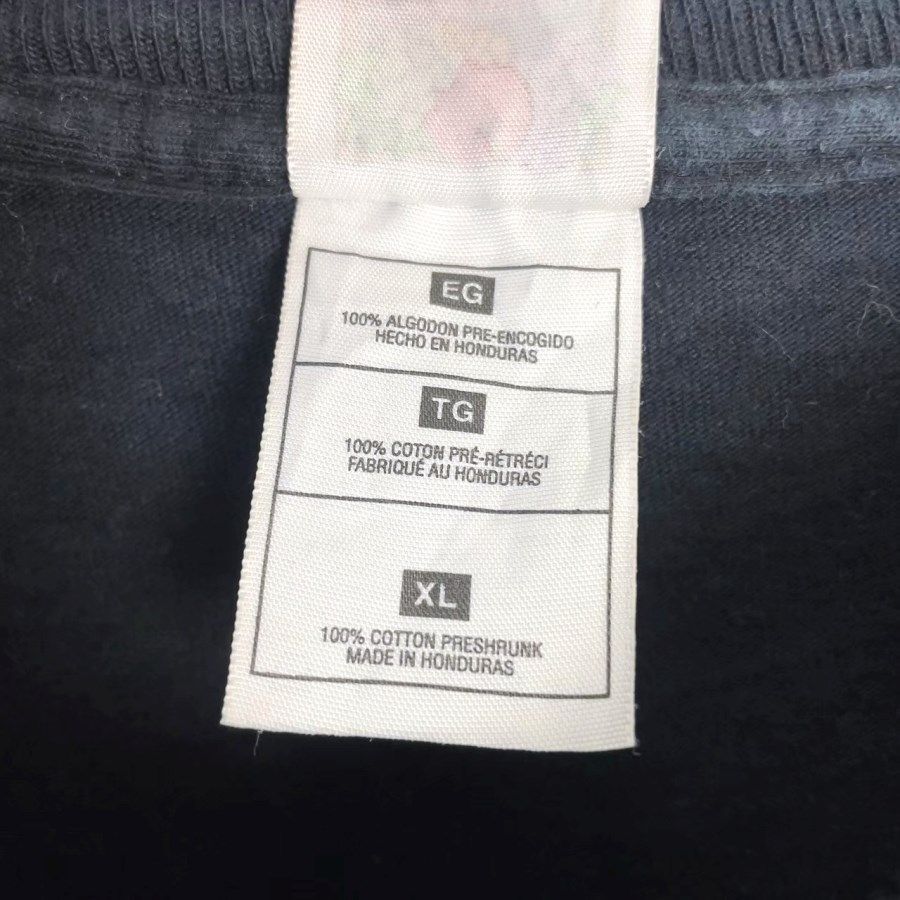 EG
100% ALGODON PRE-ENCOGIDO
HECHO EN HONDURAS
TG
100% COTON PRÉ-RÉTRÉCI
FABRIQUÉ AU HONDURAS
XL
100% COTTON PRESHRUNK
MADE IN HONDURAS